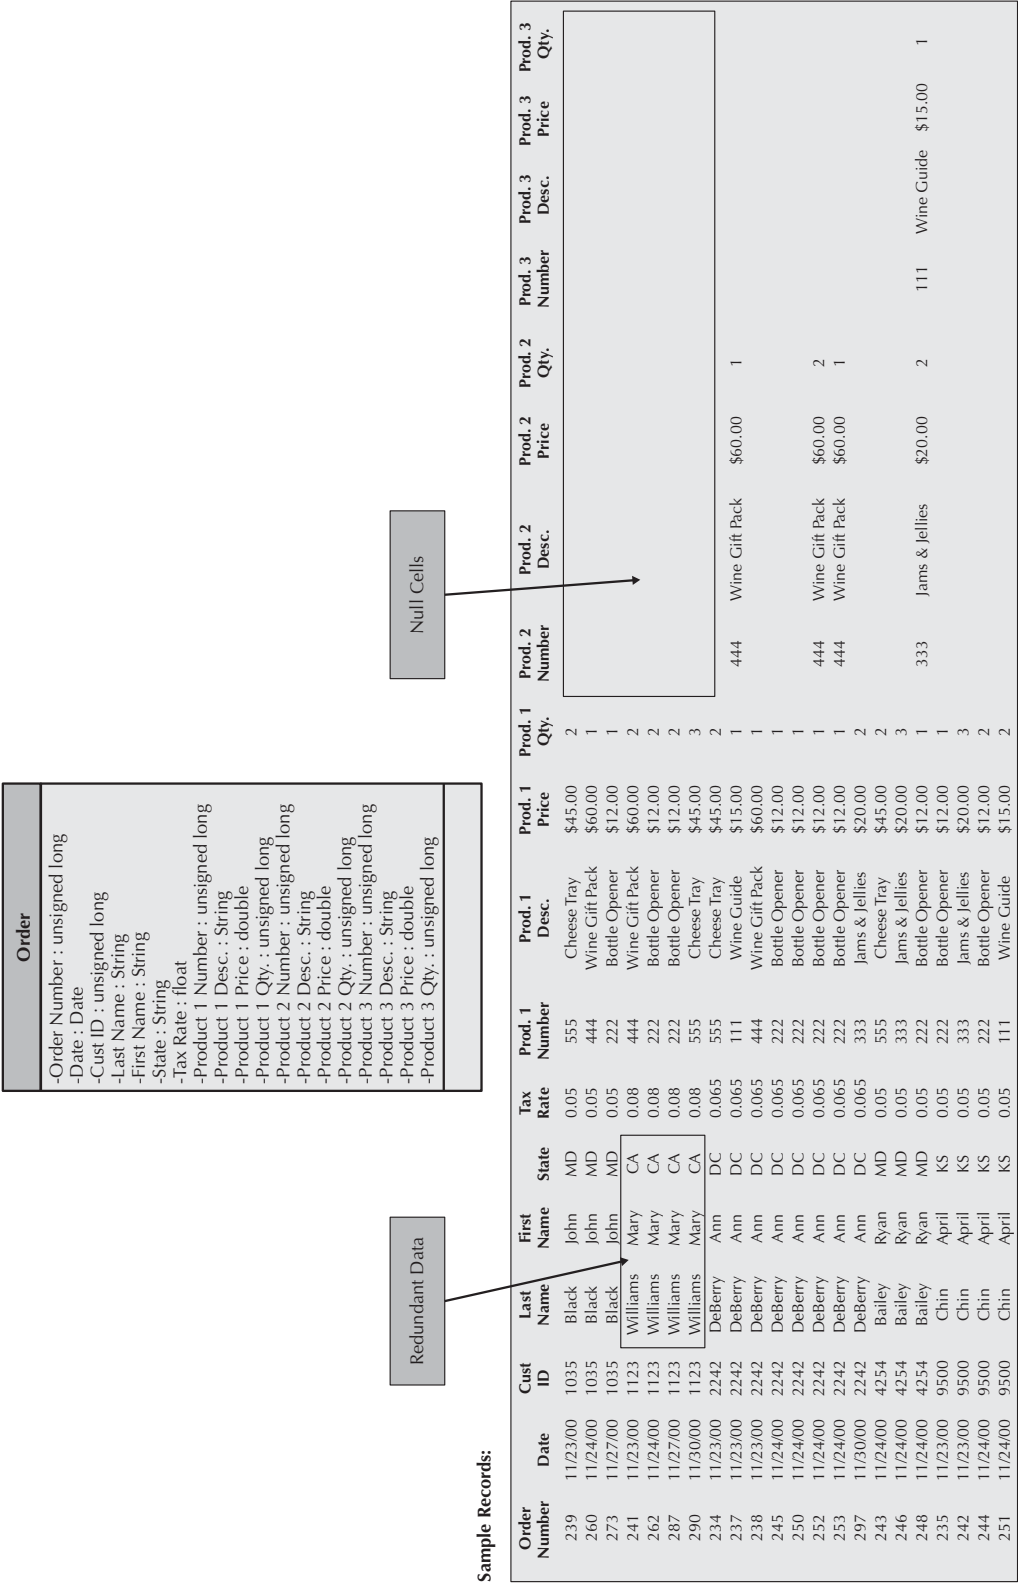 Order
-Order Number : unsigned long
-Date : Date
-Cust ID : unsigned long
-Last Name : String
-First Name : String
-State : String
-Tax Rate : float
-Product 1 Number : unsigned long
-Product 1 Desc. : String
-Product 1 Price : double
-Product 1 Qty. : unsigned long
-Product 2 Number : unsigned long
-Product 2 Desc. : String
-Product 2 Price : double
-Product 2 Qty. : unsigned long
-Product 3 Number : unsigned long
-Product 3 Desc. : String
-Product 3 Price : double
-Product 3 Qty. : unsigned long
Redundant Data
Null Cells
Sample Records:
Order Number Date Cust ID Last Name First Name State Tax Rate Prod. 1 Number Prod. 1 Desc. Prod. 1 Price Prod. 1 Qty. Prod. 2 Number Prod. 2 Desc. Prod. 2 Price Prod. 2 Qty. Prod. 3 Number Prod. 3 Desc. Prod. 3 Price Prod. 3 Qty.
239 11/23/00 1035 Black John MD 0.05 555 Cheese Tray $45.00 2
260 11/24/00 1035 Black John MD 0.05 444 Wine Gift Pack $60.00 1
273 11/27/00 1035 Black John MD 0.05 222 Bottle Opener $12.00 1
241 11/23/00 1123 Williams Mary CA 0.08 444 Wine Gift Pack $60.00 2
262 11/24/00 1123 Williams Mary CA 0.08 222 Bottle Opener $12.00 2
287 11/27/00 1123 Williams Mary CA 0.08 222 Bottle Opener $12.00 2
290 11/30/00 1123 Williams Mary CA 0.08 555 Cheese Tray $45.00 3
234 11/23/00 2242 DeBerry Ann DC 0.065 555 Cheese Tray $45.00 2
237 11/23/00 2242 DeBerry Ann DC 0.065 111 Wine Guide $15.00 1 444 Wine Gift Pack $60.00 1
238 11/23/00 2242 DeBerry Ann DC 0.065 444 Wine Gift Pack $60.00 1
245 11/24/00 2242 DeBerry Ann DC 0.065 222 Bottle Opener $12.00 1
250 11/24/00 2242 DeBerry Ann DC 0.065 222 Bottle Opener $12.00 1
252 11/24/00 2242 DeBerry Ann DC 0.065 222 Bottle Opener $12.00 1 444 Wine Gift Pack $60.00 2
253 11/24/00 2242 DeBerry Ann DC 0.065 222 Bottle Opener $12.00 1 444 Wine Gift Pack $60.00 1
297 11/30/00 2242 DeBerry Ann DC 0.065 333 Jams & Jellies $20.00 2
243 11/24/00 4254 Bailey Ryan MD 0.05 555 Cheese Tray $45.00 2
246 11/24/00 4254 Bailey Ryan MD 0.05 333 Jams & Jellies $20.00 3
248 11/24/00 4254 Bailey Ryan MD 0.05 222 Bottle Opener $12.00 1 333 Jams & Jellies $20.00 2 111 Wine Guide $15.00 1
235 11/23/00 9500 Chin April KS 0.05 222 Bottle Opener $12.00 1
242 11/23/00 9500 Chin April KS 0.05 333 Jams & Jellies $20.00 3
244 11/24/00 9500 Chin April KS 0.05 222 Bottle Opener $12.00 2
251 11/24/00 9500 Chin April KS 0.05 111 Wine Guide $15.00 2